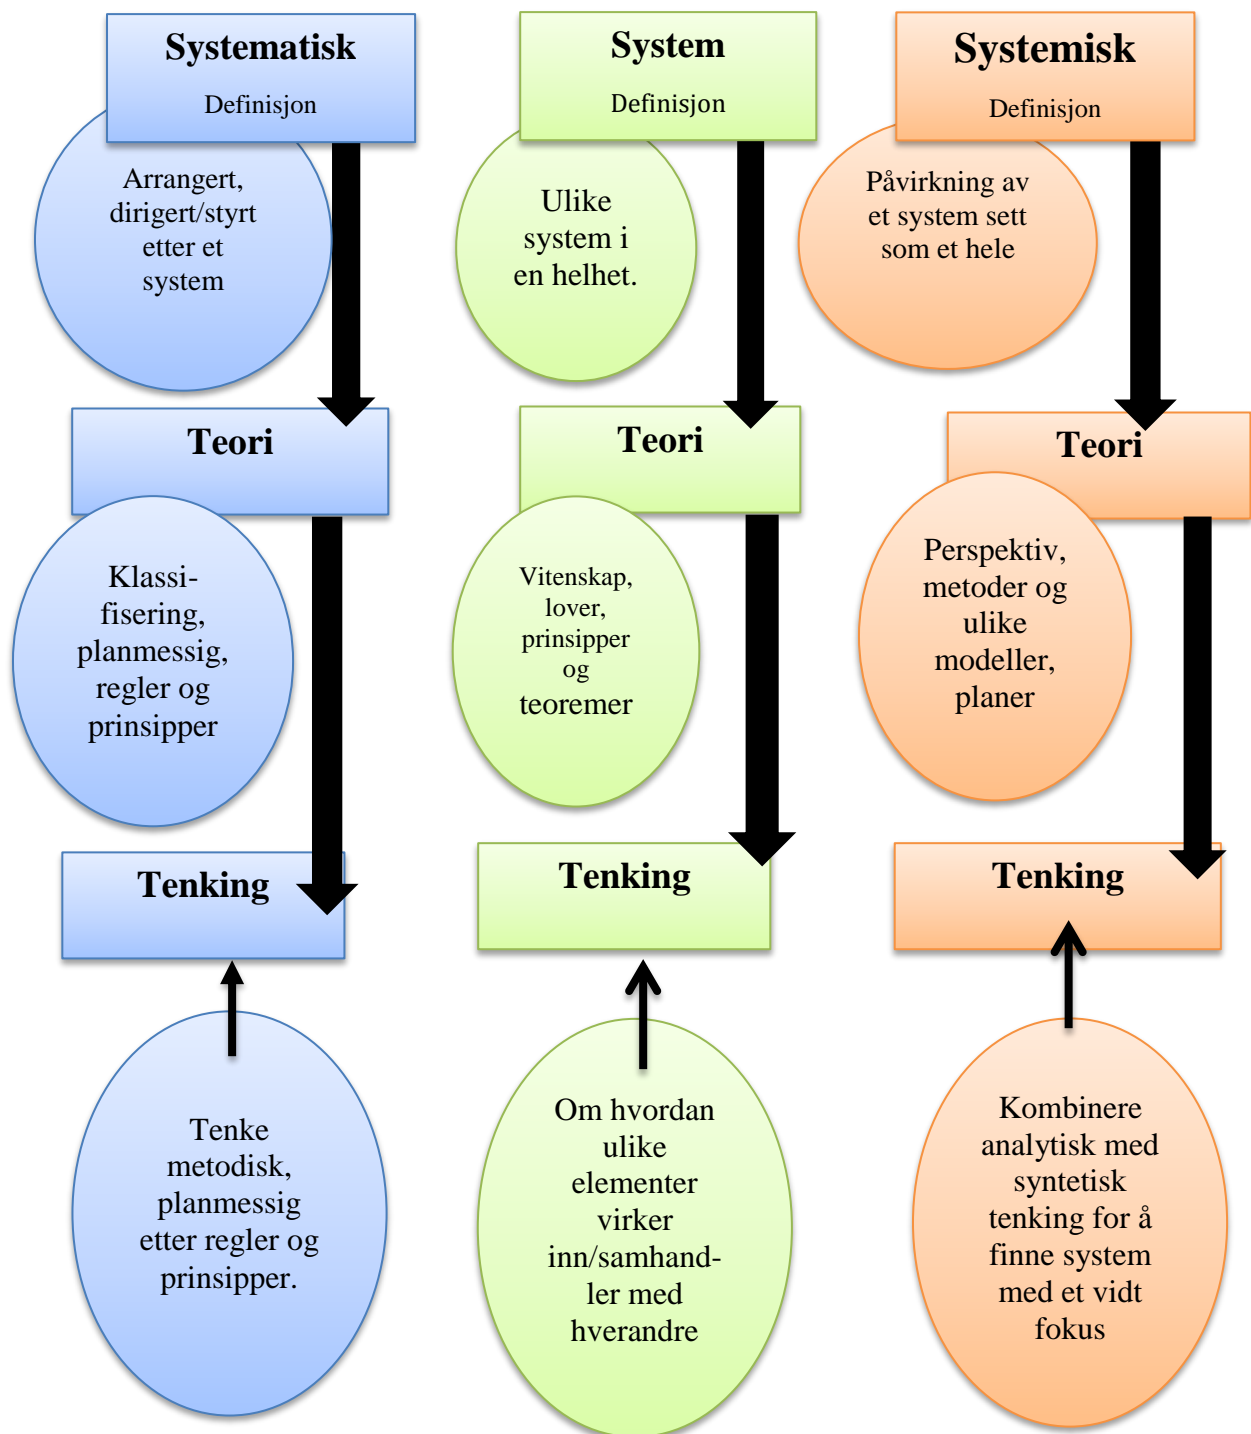 Systematisk
Definisjon
Arrangert,
dirigert/styrt
etter et
system
Teori
Klassi-
fisering,
planmessig,
regler og
prinsipper
Tenking
Tenke
metodisk,
planmessig
etter regler og
prinsipper.
System
Definisjon
Ulike
system i
en helhet.
Teori
Vitenskap,
lover,
prinsipper
og
teoremer
Tenking
Om hvordan
ulike
elementer
virker
inn/samhand-
ler med
hverandre
Systemisk
Definisjon
Påvirkning av
et system sett
som et hele
Teori
Perspektiv,
metoder og
ulike
modeller,
planer
Tenking
Kombinere
analytisk med
syntetisk
tenking for å
finne system
med et vidt
fokus